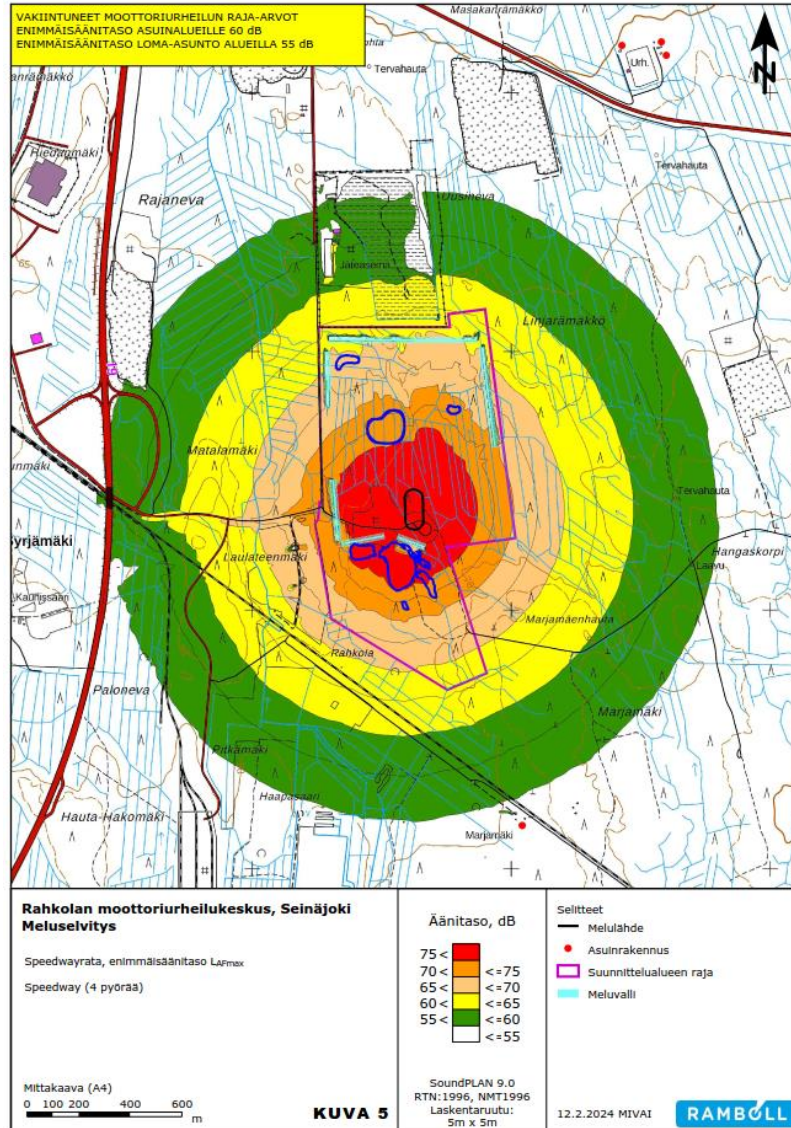 VAKIINTUNEET MOOTTORIURHEILUN RAJA-ARVOT
ENIMMÄISÄÄNITASO ASUINALUEILLE 60 dB
ENIMMÄISÄÄNITASO LOMA-ASUNTO ALUEILLA 55 dB
Masakanrämäkkö
Tervahauta
Urh.
N
Tervahauta
Riedanmäki
Rajaneva
Uusineva
65
Jäteasema
Linjarämäkkö
Matalamäki
Tervahauta
Hangaskorpi
Laavu
Laulateenmäki
Kaunissaari
Marjamäenhauta
Rahkola
Paloneva
Marjamäki
Pitkämäki
Haapasaari
Hauta-Hakomäki
Marjamäki
Rahkolan moottoriurheilukeskus, Seinäjoki
Meluselvitys
Speedwayrata, enimmäisäänitaso LAFmax
Speedway (4 pyörää)
Mittakaava (A4)
0 100 200 400 600
m
KUVA 5
Äänitaso, dB
75 <
70 < <=75
65 < <=70
60 < <=65
55 < <=60
<=55
SoundPLAN 9.0
RTN:1996, NMT1996
Laskentaruutu:
5m x 5m
Selitteet
Melulähde
Asuinrakennus
Suunnittelualueen raja
Meluvalli
12.2.2024 MIVAI
RAMBOLL